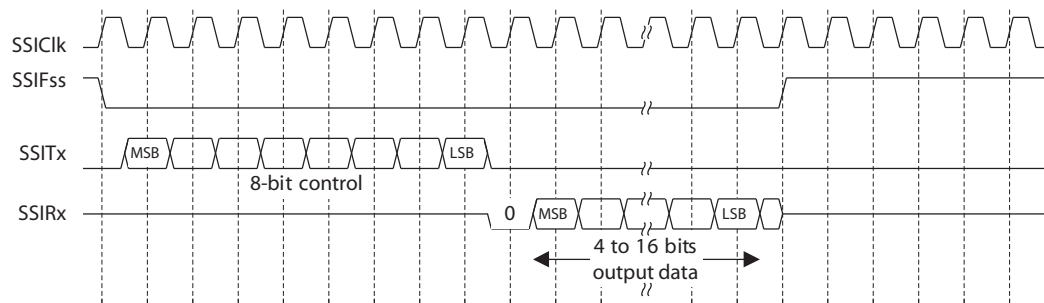 SSIClk
SSIFss
SSITx
MSB
LSB
8-bit control
SSIRx
0
MSB
LSB
4 to 16 bits
output data